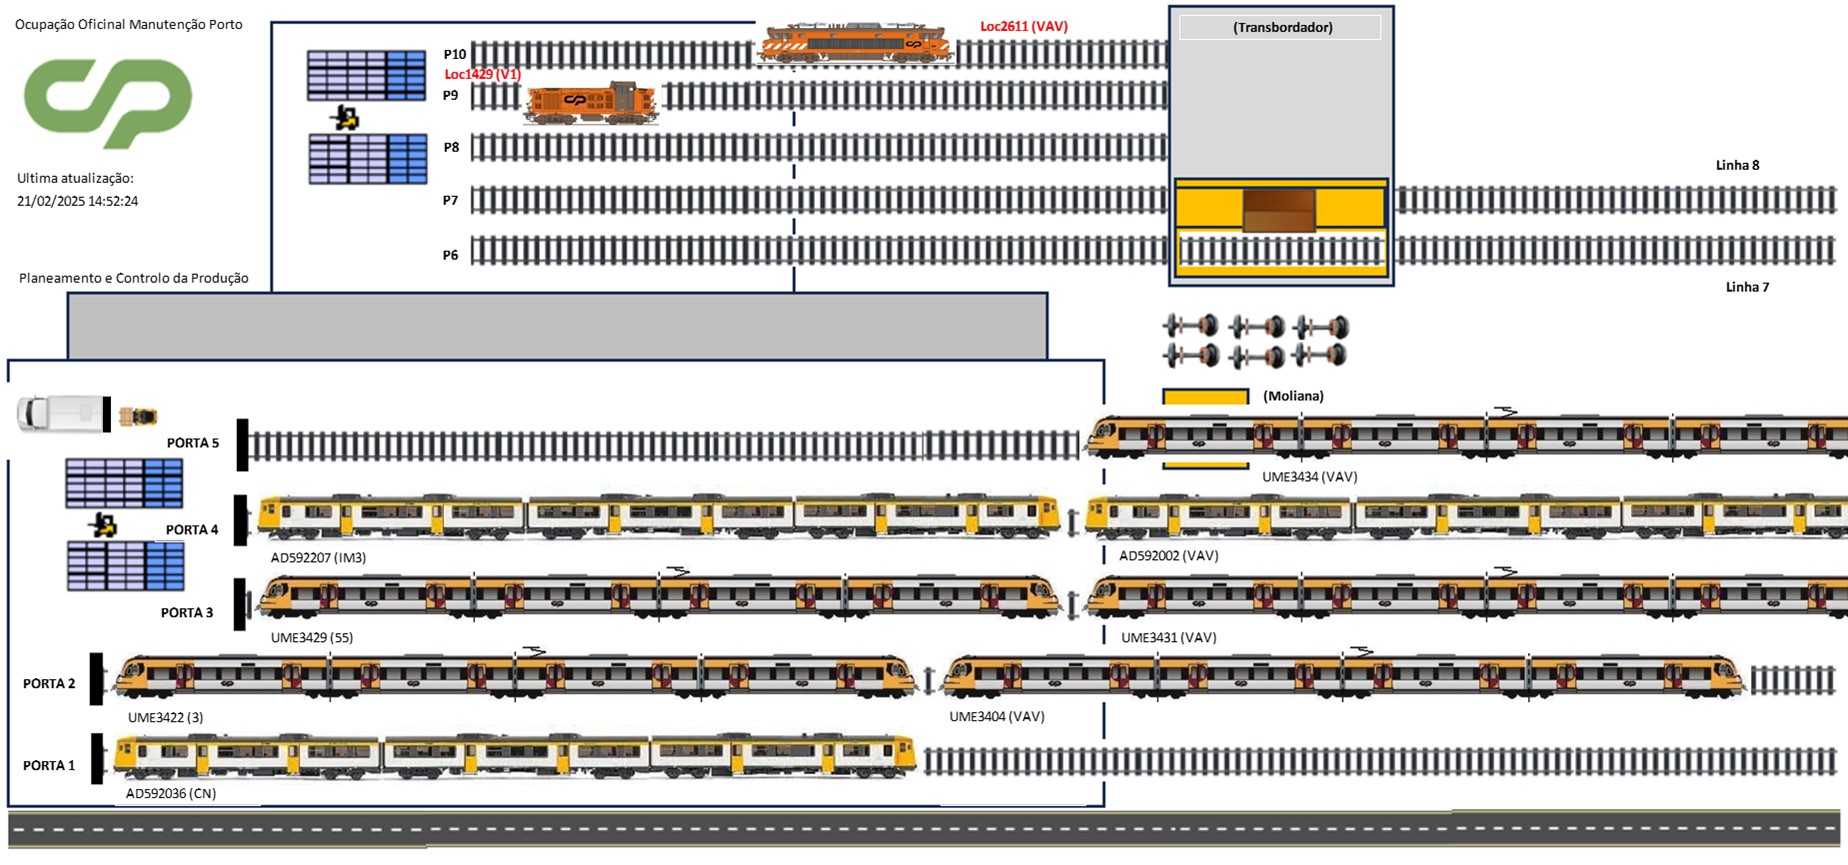 Ocupação Oficinal Manutenção Porto
Loc2611 (VAV)
(Transbordador)
P10
Loc1429 (V1)
P9
P8
Ultima atualização:
21/02/2025 14:52:24
Linha 8
P7
P6
Planeamento e Controlo da Produção
Linha 7
(Moliana)
PORTA 5
UME3434 (VAV)
PORTA 4
AD592207 (IM3)
AD592002 (VAV)
PORTA 3
UME3429 (55)
UME3431 (VAV)
PORTA 2
UME3422 (3)
UME3404 (VAV)
PORTA 1
AD592036 (CN)